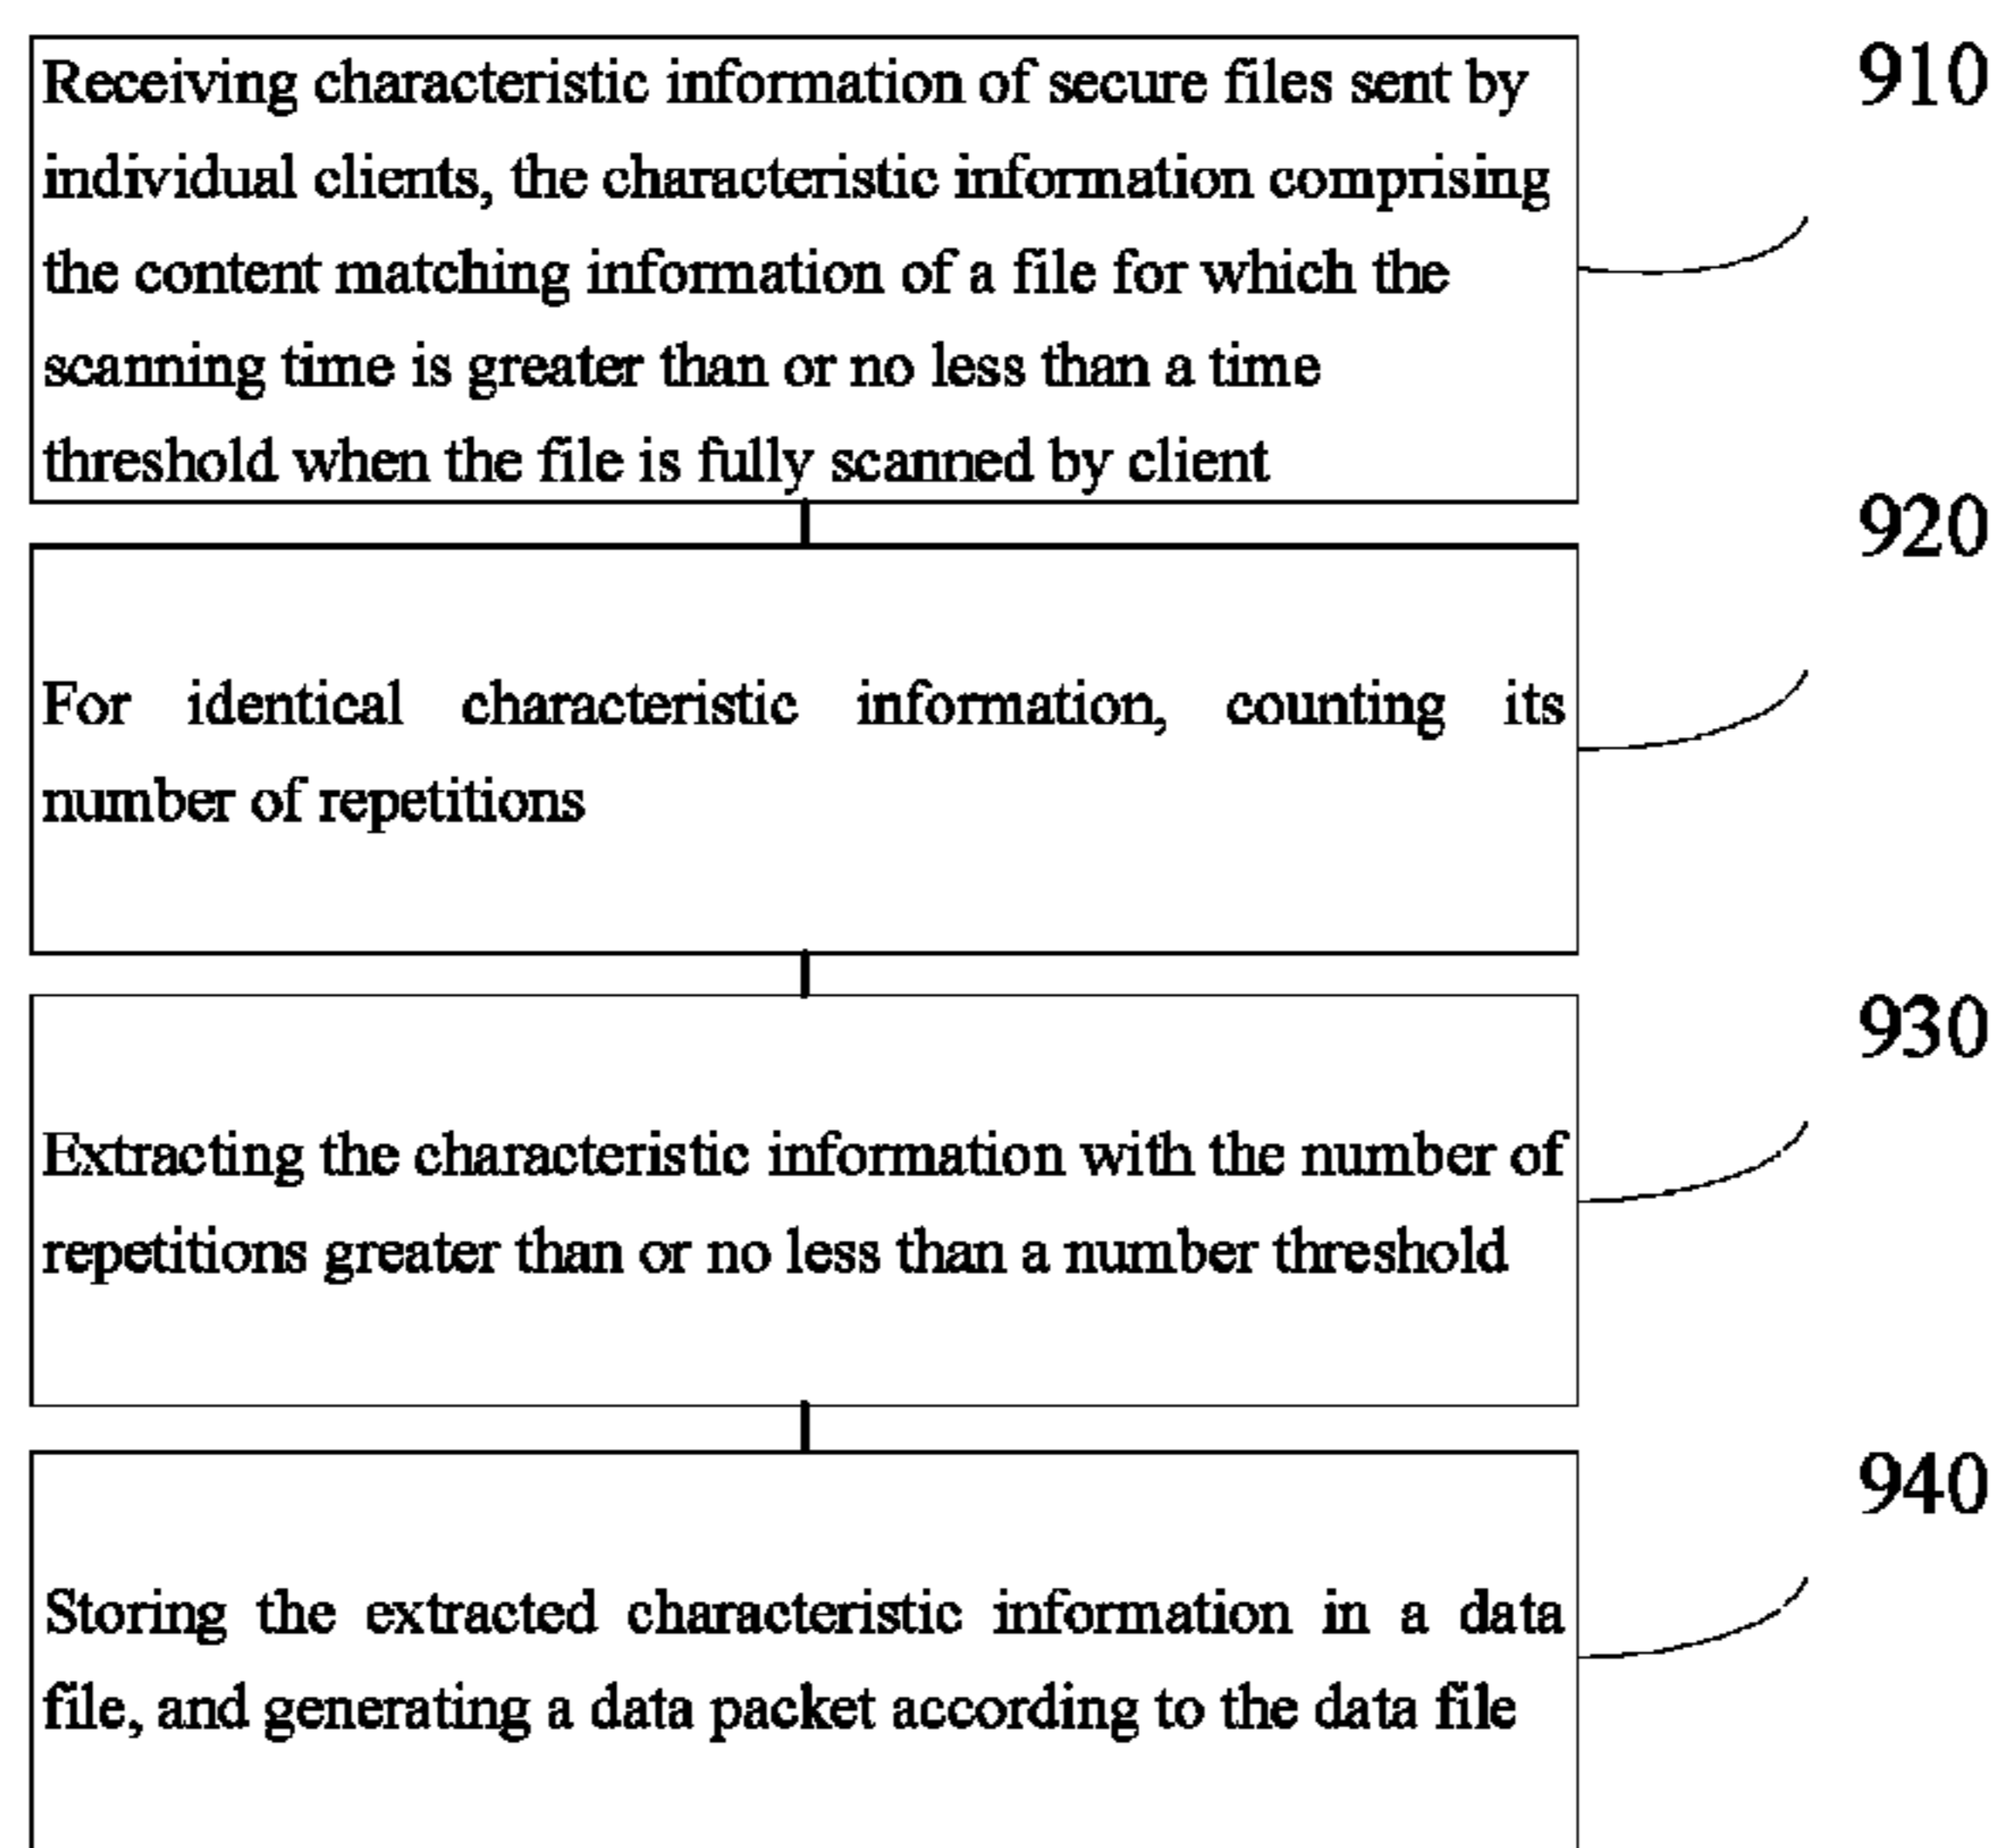 Receiving characteristic information of secure files sent by
individual clients, the characteristic information comprising
the content matching information of a file for which the
scanning time is greater than or no less than a time
threshold when the file is fully scanned by client
910
For identical characteristic information, counting its
number of repetitions
920
Extracting the characteristic information with the number of
repetitions greater than or no less than a number threshold
930
Storing the extracted characteristic information in a data
file, and generating a data packet according to the data file
940